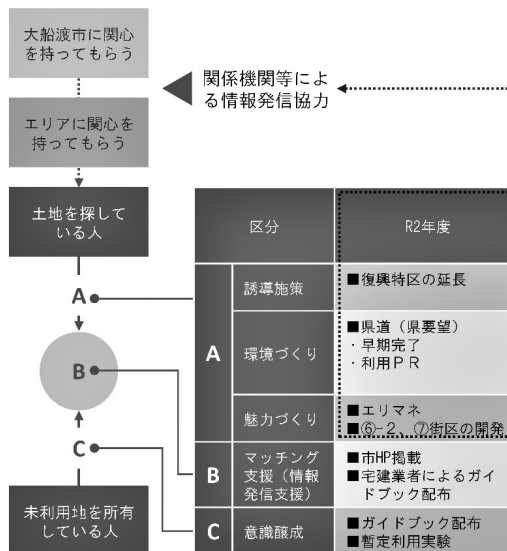 大船渡市に関心
を持ってもらう
関係機関等によ
る情報発信協力
エリアに関心を
持ってもらう
土地を探して
いる人
A
B
C
未利用地を所有
している人
区分
R2年度
A
誘導施策
■復興特区の延長
環境づくり
■県道（県要望）
・早期完了
・利用ＰＲ
魅力づくり
■エリマネ
■⑥-2、⑦街区の開発
B
マッチング
支援（情報
発信支援）
■市HP掲載
■宅建業者によるガイ
ドブック配布
C
意識醸成
■ガイドブック配布
■暫定利用実験